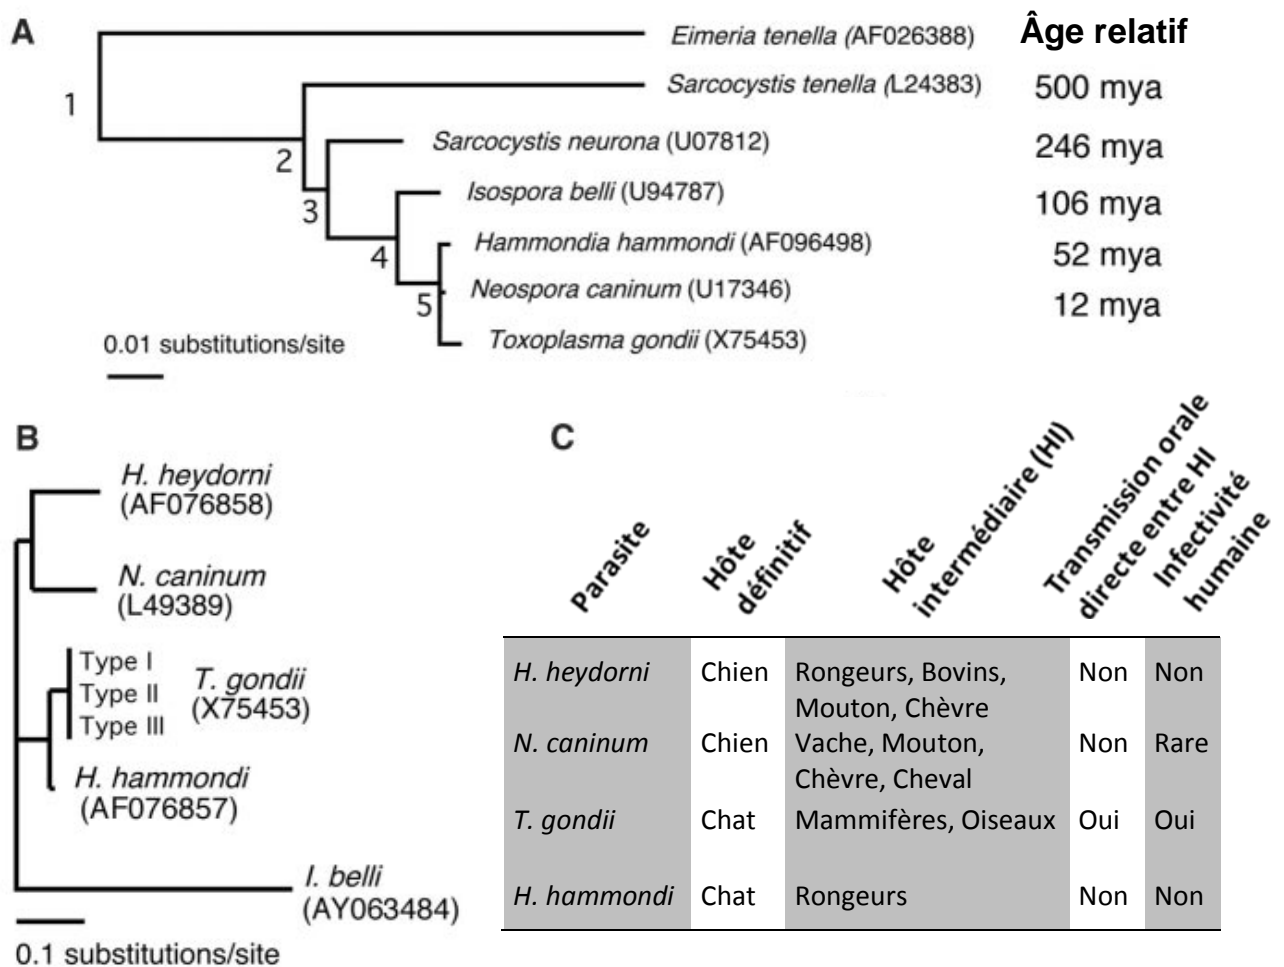 A
Âge relatif
1
Eimeria tenella (AF026388)
Sarcocystis tenella (L24383)
500 mya
2
Sarcocystis neurona (U07812)
246 mya
3
Isospora belli (U94787)
106 mya
4
Hammondia hammondi (AF096498)
52 mya
5
Neospora caninum (U17346)
12 mya
Toxoplasma gondii (X75453)
0.01 substitutions/site
B
H. heydorni
(AF076858)
N. caninum
(L49389)
Type I
Type II
Type III
T. gondii
(X75453)
H. hammondi
(AF076857)
I. belli
(AY063484)
0.1 substitutions/site
C
Parasite
Hôte
définitif
Hôte
intermédiaire (HI)
Transmission orale
directe entre HI
Infectivité
humaine
H. heydorni Chien Rongeurs, Bovins, Non Non
Mouton, Chèvre
N. caninum Chien Vache, Mouton, Non Rare
Chèvre, Cheval
T. gondii Chat Mammifères, Oiseaux Oui Oui
H. hammondi Chat Rongeurs Non Non